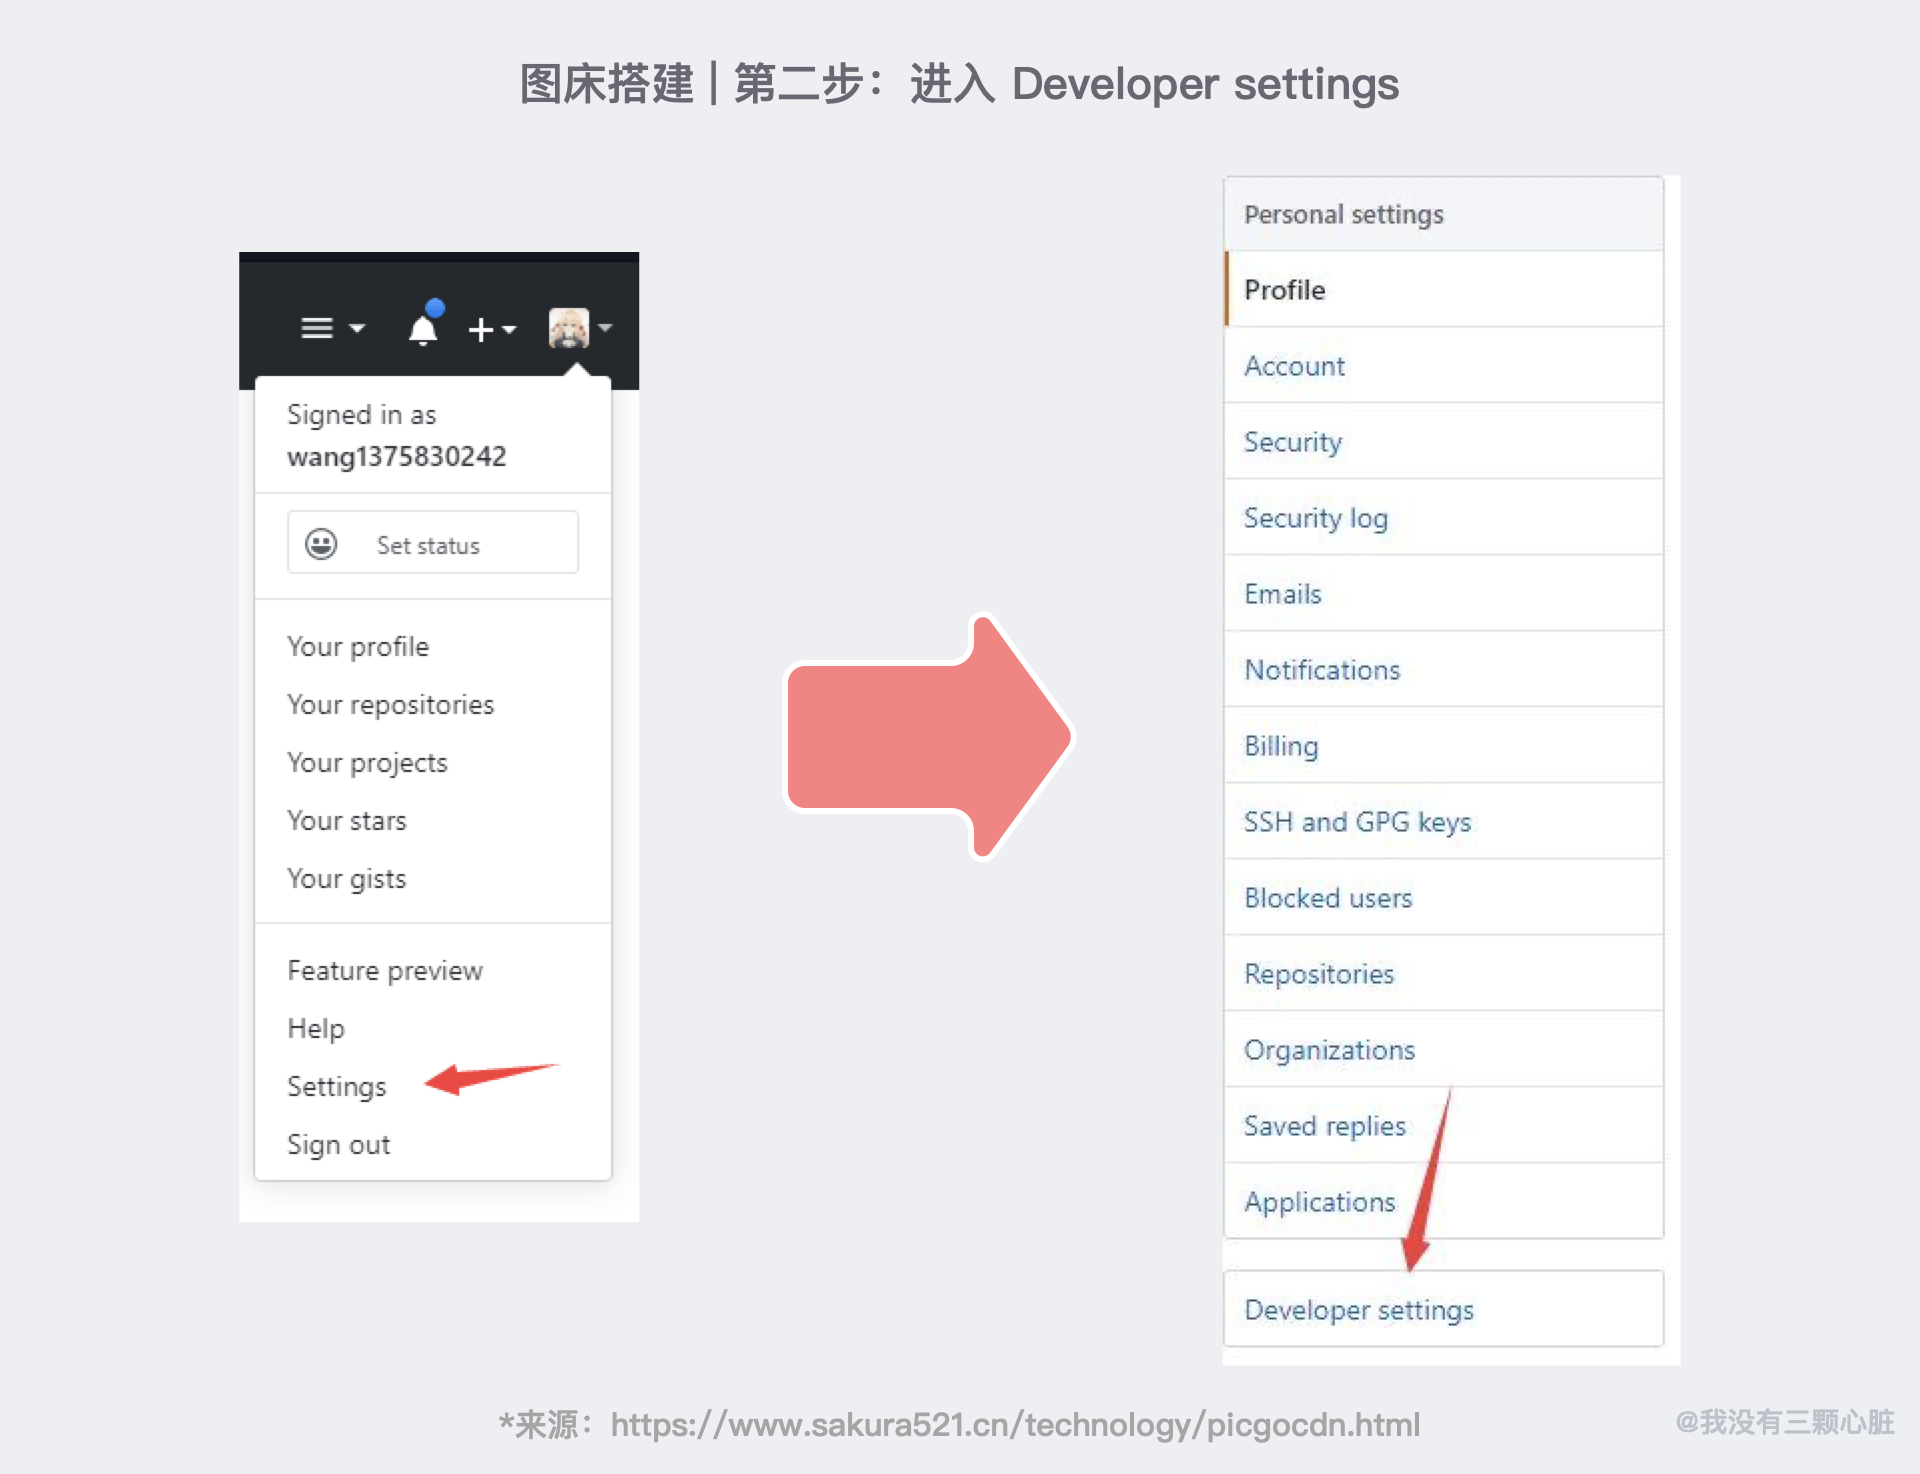 图床搭建 | 第二步：进入 Developer settings
Signed in as
wang1375830242
Set status
Your profile
Your repositories
Your projects
Your stars
Your gists
Feature preview
Help
Settings
Sign out
Personal settings
Profile
Account
Security
Security log
Emails
Notifications
Billing
SSH and GPG keys
Blocked users
Repositories
Organizations
Saved replies
Applications
Developer settings
*来源：https://www.sakura521.cn/technology/picgocdn.html
@我没有三颗心脏